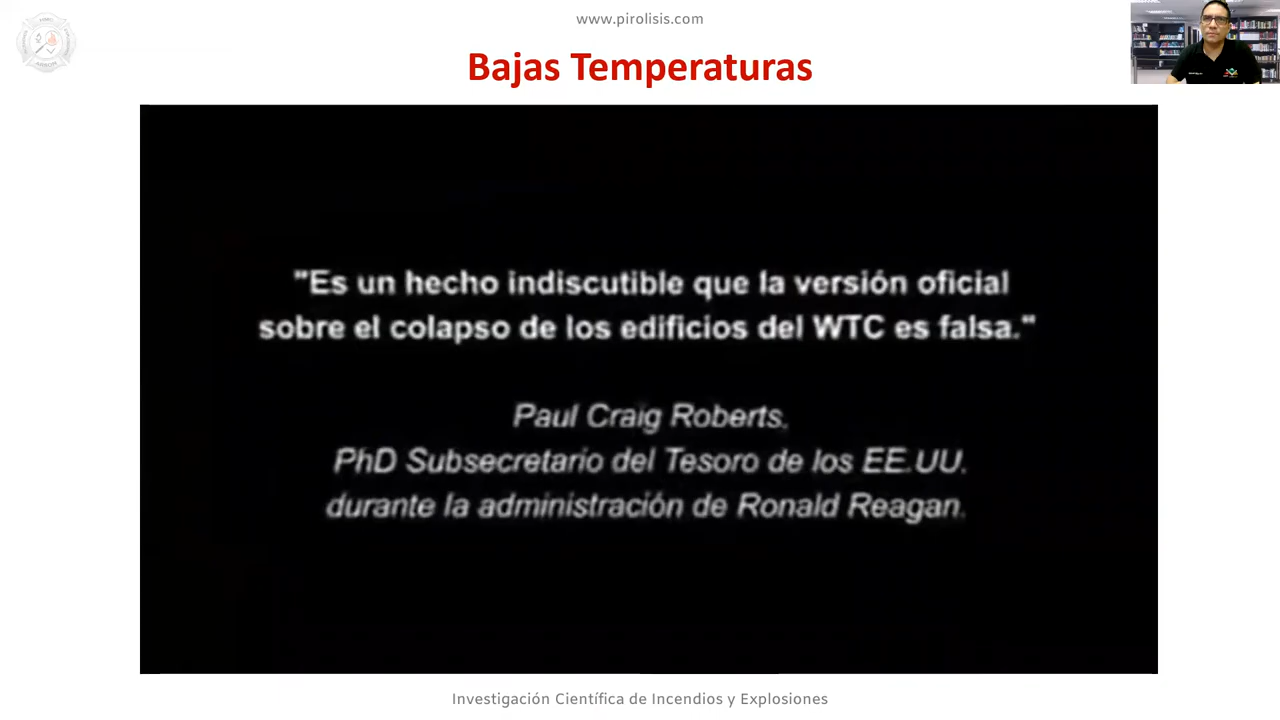 www.pirolisis.com
Bajas Temperaturas
"Es un hecho indiscutible que la versión oficial
sobre el colapso de los edificios del WTC es falsa."
Paul Craig Roberts.
PhD Subsecretario del Tesoro de los EE.UU.
durante la administración de Ronald Reagan.
Investigación Científica de Incendios y Explosiones